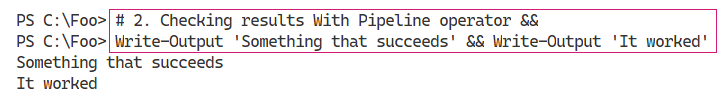 PS C:\Foo> # 2. Checking results With Pipeline operator &&
PS C:\Foo> Write-Output 'Something that succeeds' && Write-Output 'It worked'
Something that succeeds
It worked